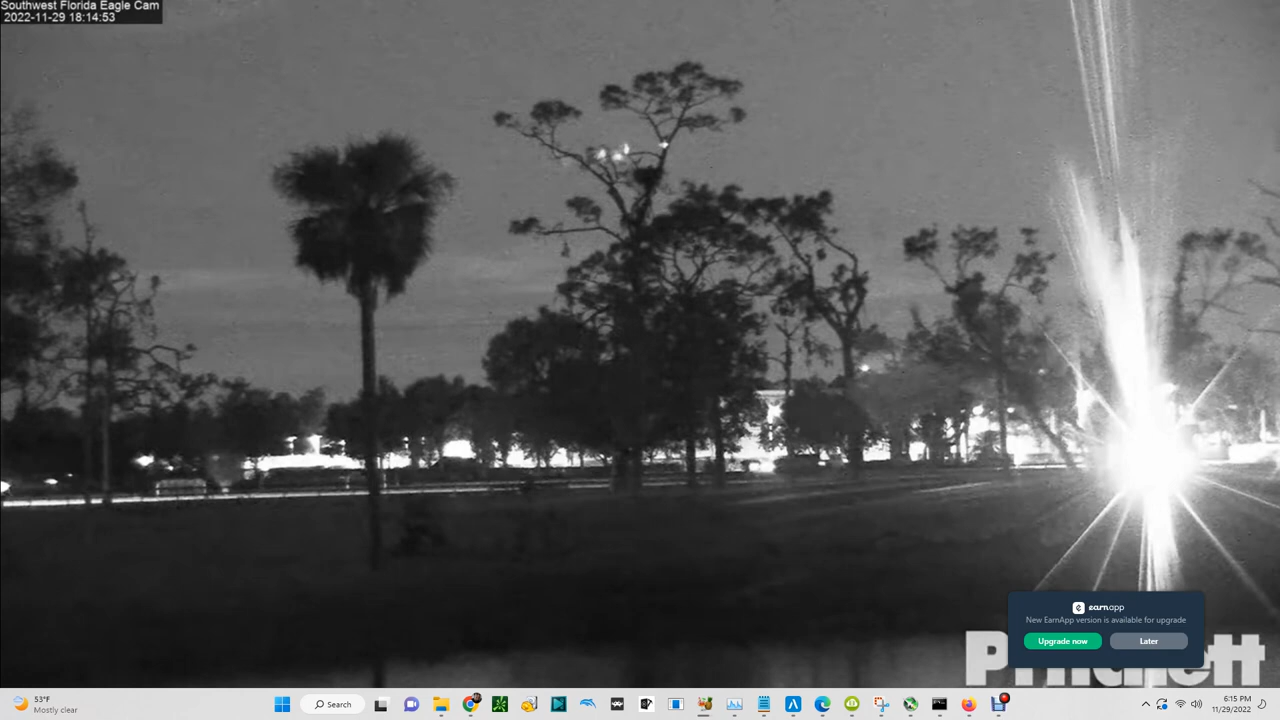 Southwest Florida Eagle Cam
2022-11-29 18:14:53
earnapp
New EarnApp version is available for upgrade
Upgrade now
Later
53°F
Mostly clear
Search
6:15 PM
11/29/2022